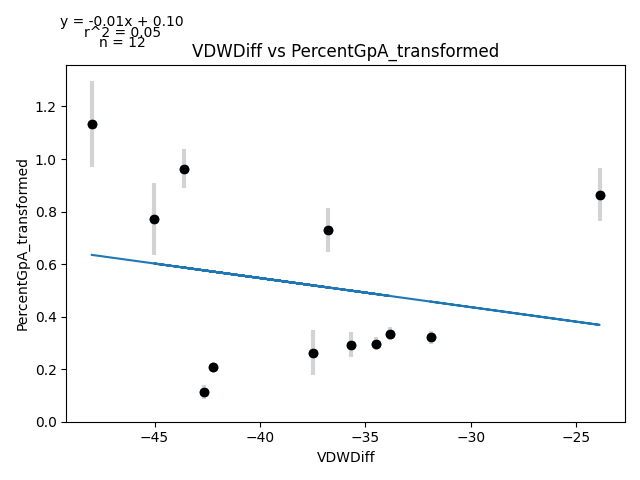 y = -0.01x + 0.10
r^2 = 0.05
n = 12
VDWDiff vs PercentGpA_transformed
PercentGpA_transformed
1.2
1.0
0.8
0.6
0.4
0.2
0.0
−45
−40
−35
−30
−25
VDWDiff